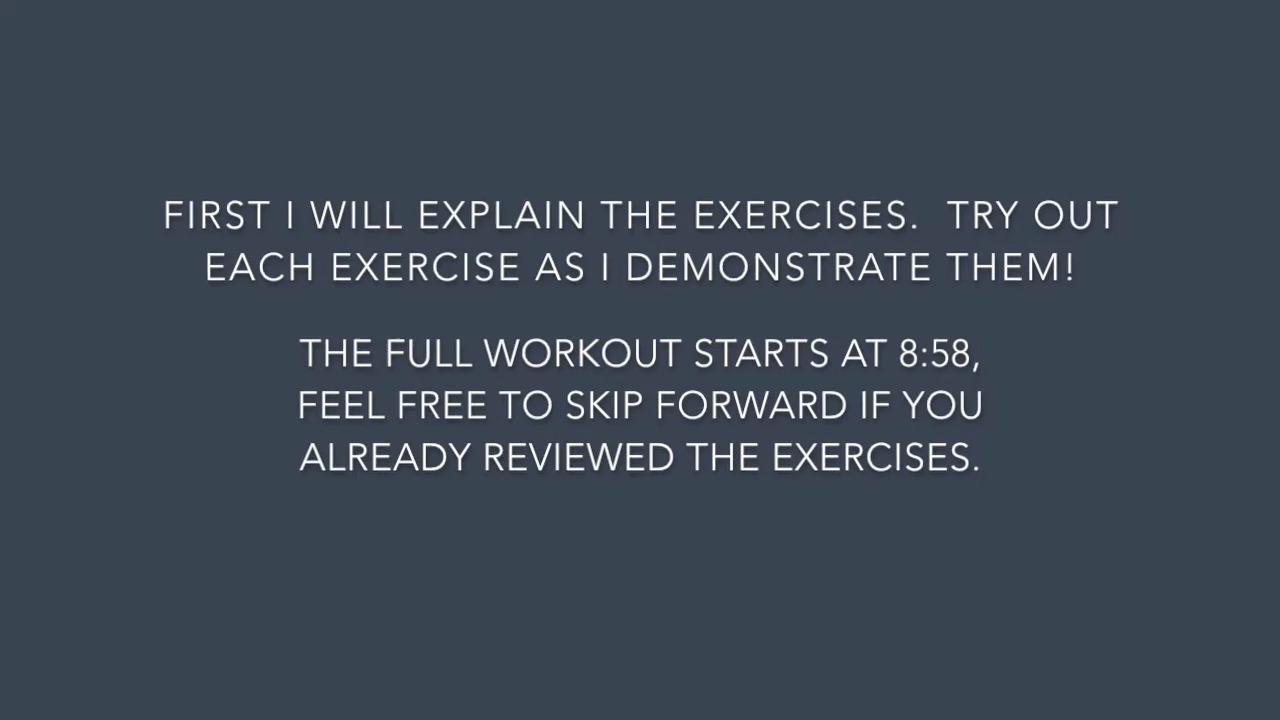 FIRST I WILL EXPLAIN THE EXERCISES.  TRY OUT
EACH EXERCISE AS I DEMONSTRATE THEM!
THE FULL WORKOUT STARTS AT 8:58,
FEEL FREE TO SKIP FORWARD IF YOU
ALREADY REVIEWED THE EXERCISES.